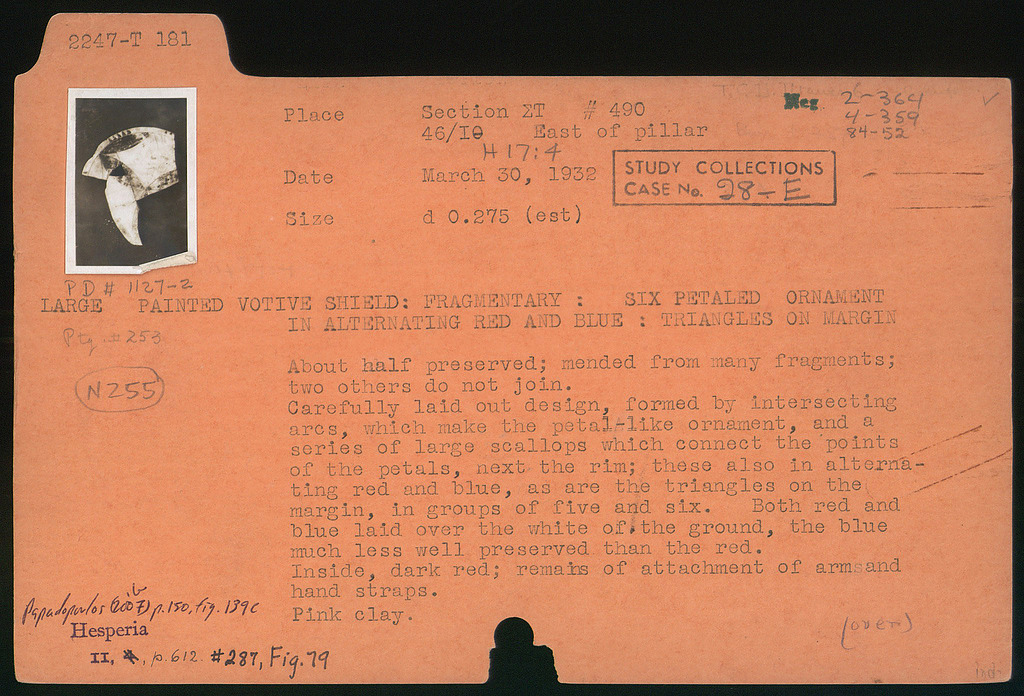 2247-T 181
Place Section ΣT # 490
46/I0 East of pillar
H 17:4
Date March 30, 1932
Size d 0.275 (est)
Neg 2-364
4-359
84-52
STUDY COLLECTIONS
CASE No. 28-E
PD # 1127-2
LARGE PAINTED VOTIVE SHIELD: FRAGMENTARY : SIX PETALED ORNAMENT
IN ALTERNATING RED AND BLUE : TRIANGLES ON MARGIN
Ptg. # 253
N 255
About half preserved; mended from many fragments;
two others do not join.
Carefully laid out design, formed by intersecting
arcs, which make the petal-like ornament, and a
series of large scallops which connect the points
of the petals, next the rim; these also in alterna-
ting red and blue, as are the triangles on the
margin, in groups of five and six. Both red and
blue laid over the white of the ground, the blue
much less well preserved than the red.
Inside, dark red; remains of attachment of arm and
hand straps.
Pink clay.
(over)
Papadopoulos (2007) p.150, fig. 139c
Hesperia
II, 4, p.612. #287, Fig.79